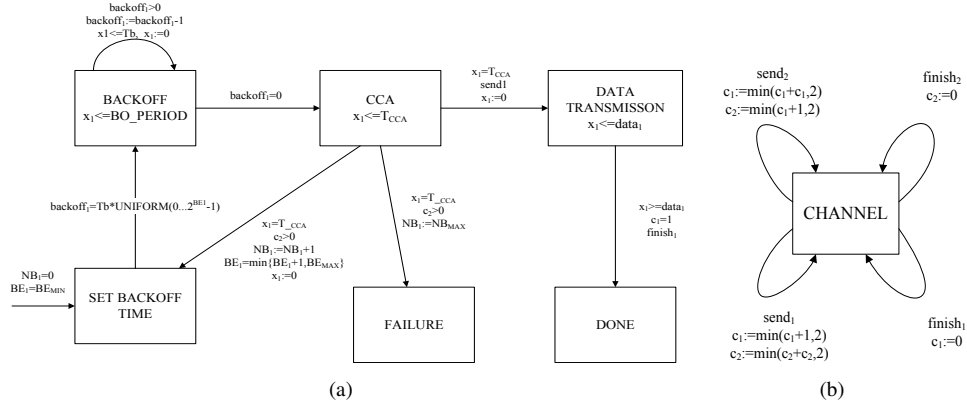 backoff₁>0
backoff₁:=backoff₁-1
x1<=Tb, x₁:=0
BACKOFF
x₁<=BO_PERIOD
backoff₁=0
CCA
x₁<=T_CCA
x₁=T_CCA
send1
x₁:=0
DATA
TRANSMISSON
x₁<=data₁
backoff₁=Tb*UNIFORM(0...2^BE1-1)
x₁=T_CCA
c₂>0
NB₁:=NB₁+1
BE₁=min{BE₁+1,BE_MAX}
x₁:=0
x₁=T_CCA
c₂>0
NB₁:=NB_MAX
x₁>=data₁
c₁=1
finish₁
NB₁=0
BE₁=BE_MIN
SET BACKOFF
TIME
FAILURE
DONE
(a)
send₂
c₁:=min(c₁+c₁,2)
c₂:=min(c₁+1,2)
finish₂
c₂:=0
CHANNEL
send₁
c₁:=min(c₁+1,2)
c₂:=min(c₂+c₂,2)
finish₁
c₁:=0
(b)